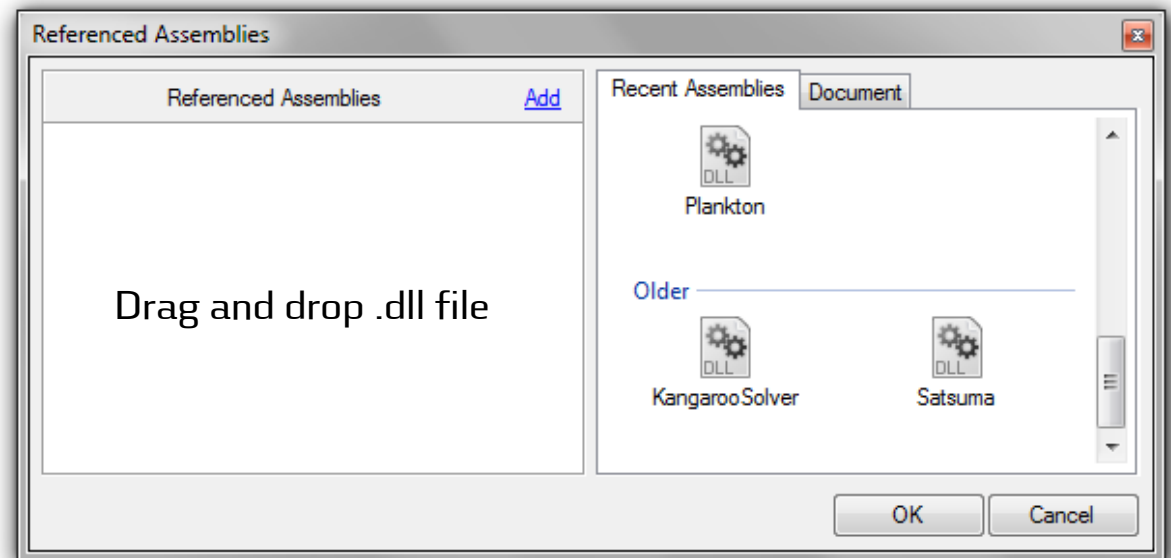 Referenced Assemblies
Referenced Assemblies Add
Drag and drop .dll file
Recent Assemblies Document
DLL
Plankton
Older
DLL DLL
KangarooSolver Satsuma
OK Cancel